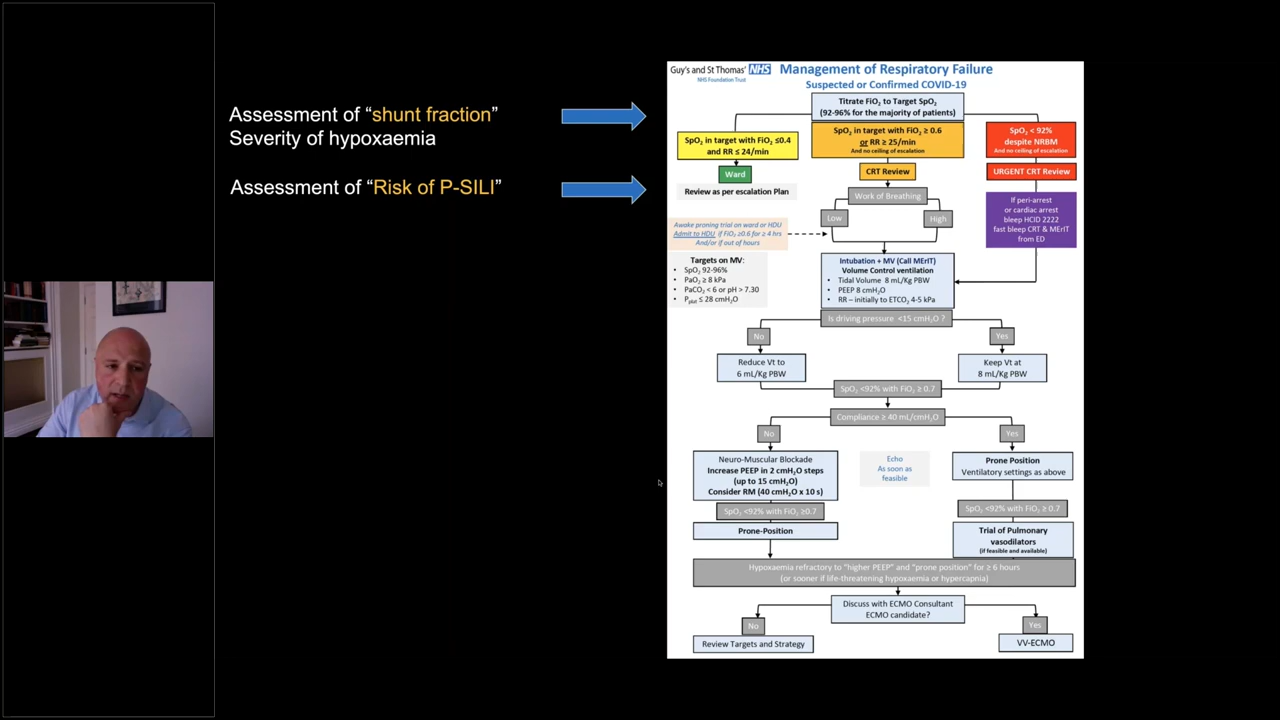 Assessment of “shunt fraction”
Severity of hypoxaemia
Assessment of “Risk of P-SILI”
Guy's and St Thomas' NHS
NHS Foundation Trust
Management of Respiratory Failure
Suspected or Confirmed COVID-19
Titrate FiO₂ to Target SpO₂
(92-96% for the majority of patients)
SpO₂ in target with FiO₂ ≤0.4
and RR ≤ 24/min
SpO₂ in target with FiO₂ ≥ 0.6
or RR ≥ 25/min
And no ceiling of escalation
SpO₂ < 92%
despite NRBM
And no ceiling of escalation
Ward
CRT Review
URGENT CRT Review
Review as per escalation Plan
Work of Breathing
Low
High
If peri-arrest
or cardiac arrest
bleep HCID 2222
fast bleep CRT & MErIT
from ED
Awake proning trial on ward or HDU
Admit to HDU if FiO₂ ≥0.6 for ≥ 4 hrs
And/or if out of hours
Targets on MV:
• SpO₂ 92-96%
• PaO₂ ≥ 8 kPa
• PaCO₂ < 6 or pH > 7.30
• Pplat ≤ 28 cmH₂O
Intubation + MV (Call MErIT)
Volume Control ventilation
• Tidal Volume 8 mL/Kg PBW
• PEEP 8 cmH₂O
• RR – initially to ETCO₂ 4-5 kPa
Is driving pressure <15 cmH₂O ?
No
Yes
Reduce Vt to
6 mL/Kg PBW
Keep Vt at
8 mL/Kg PBW
SpO₂ <92% with FiO₂ ≥ 0.7
Compliance ≥ 40 mL/cmH₂O
No
Yes
Neuro-Muscular Blockade
Increase PEEP in 2 cmH₂O steps
(up to 15 cmH₂O)
Consider RM (40 cmH₂O x 10 s)
Echo
As soon as
feasible
Prone Position
Ventilatory settings as above
SpO₂ <92% with FiO₂ ≥0.7
SpO₂ <92% with FiO₂ ≥ 0.7
Prone-Position
Trial of Pulmonary
vasodilators
(if feasible and available)
Hypoxaemia refractory to “higher PEEP” and “prone position” for ≥ 6 hours
(or sooner if life-threatening hypoxaemia or hypercapnia)
Discuss with ECMO Consultant
ECMO candidate?
No
Yes
Review Targets and Strategy
VV-ECMO